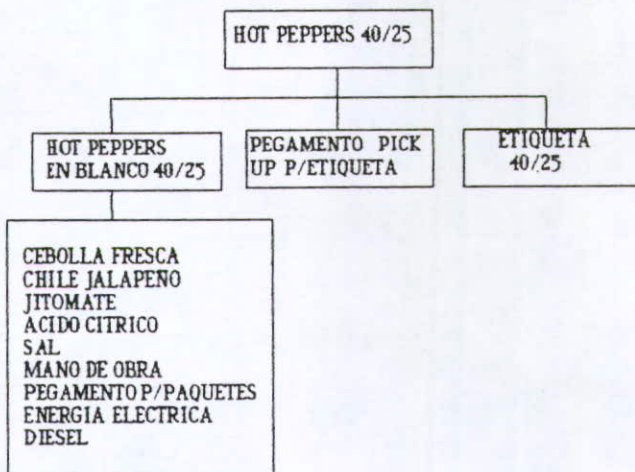 HOT PEPPERS 40/25
HOT PEPPERS
EN BLANCO 40/25
PEGAMENTO PICK
UP P/ETIQUETA
ETIQUETA
40/25
CEBOLLA FRESCA
CHILE JALAPEÑO
JITOMATE
ACIDO CITRICO
SAL
MANO DE OBRA
PEGAMENTO P/PAQUETES
ENERGIA ELECTRICA
DIESEL